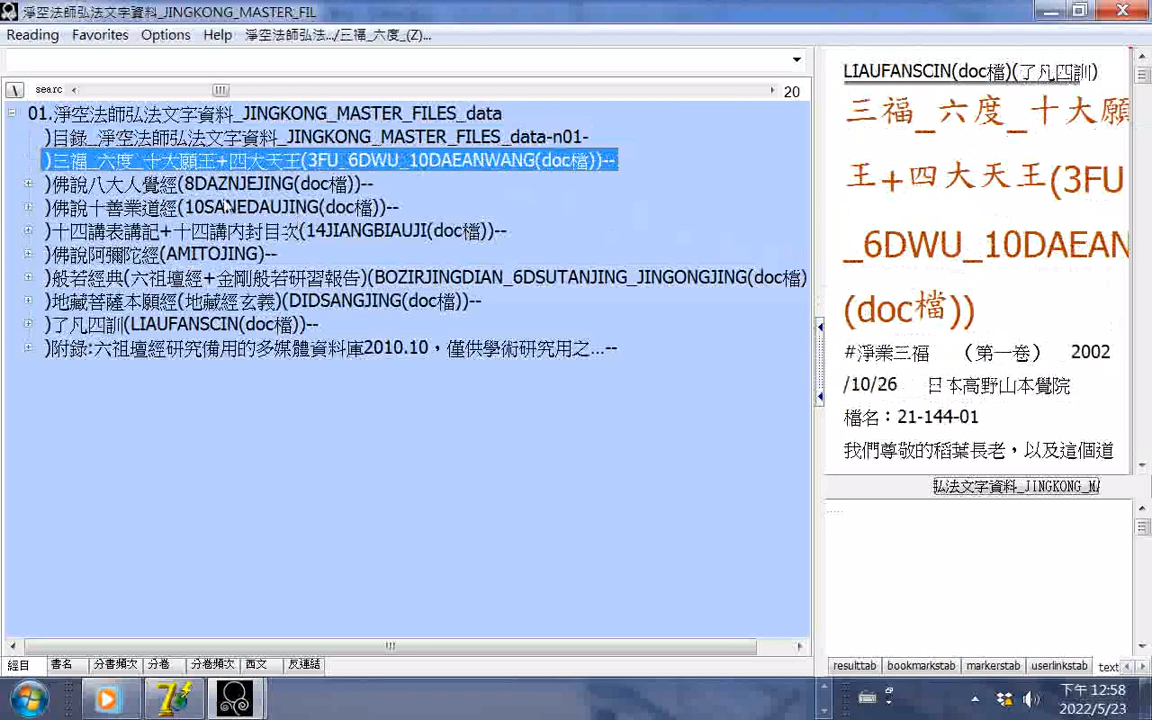 淨空法師弘法文字資料_JINGKONG_MASTER_FIL
Reading Favorites Options Help 淨空法師弘法.../三福_六度_(Z)...
\ searc 20
01.淨空法師弘法文字資料_JINGKONG_MASTER_FILES_data
)目錄_淨空法師弘法文字資料_JINGKONG_MASTER_FILES_data-n01-
)三福_六度_十大願王+四大天王(3FU_6DWU_10DAEANWANG(doc檔))--
)佛說八大人覺經(8DAZNJEJING(doc檔))--
)佛說十善業道經(10SANEDAUJING(doc檔))--
)十四講表講記+十四講內封目次(14JIANGBIAUJI(doc檔))--
)佛說阿彌陀經(AMITOJING)--
)般若經典(六祖壇經+金剛般若研習報告)(BOZIRJINGDIAN_6DSUTANJING_JINGONGJING(doc檔)
)地藏菩薩本願經(地藏經玄義)(DIDSANGJING(doc檔))--
)了凡四訓(LIAUFANSCIN(doc檔))--
)附錄:六祖壇經研究備用的多媒體資料庫2010.10，僅供學術研究用之...--
經目 書名 分書頻次 分卷 分卷頻次 西文 反連結
LIAUFANSCIN(doc檔)(了凡四訓)
三福_六度_十大願
王+四大天王(3FU
_6DWU_10DAEAN
(doc檔))
#淨業三福 （第一卷） 2002
/10/26 日本高野山本覺院
檔名：21-144-01
我們尊敬的稻葉長老，以及這個道
弘法文字資料_JINGKONG_MA
.....
resulttab bookmarkstab markerstab userlinkstab text
下午 12:58
2022/5/23